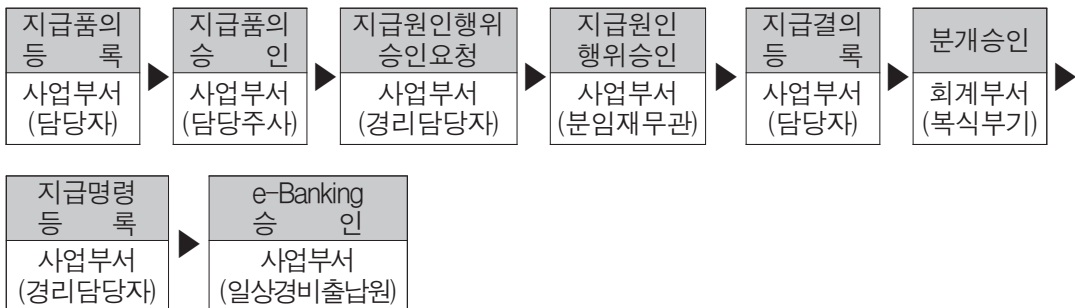 지급품의 등 록
사업부서 (담당자)
지급품의 승 인
사업부서 (담당주사)
지급원인행위 승인요청
사업부서 (경리담당자)
지급원인 행위승인
사업부서 (분임재무관)
지급결의 등 록
사업부서 (담당자)
분개승인
회계부서 (복식부기)
지급명령 등 록
사업부서 (경리담당자)
e-Banking 승 인
사업부서 (일상경비출납원)